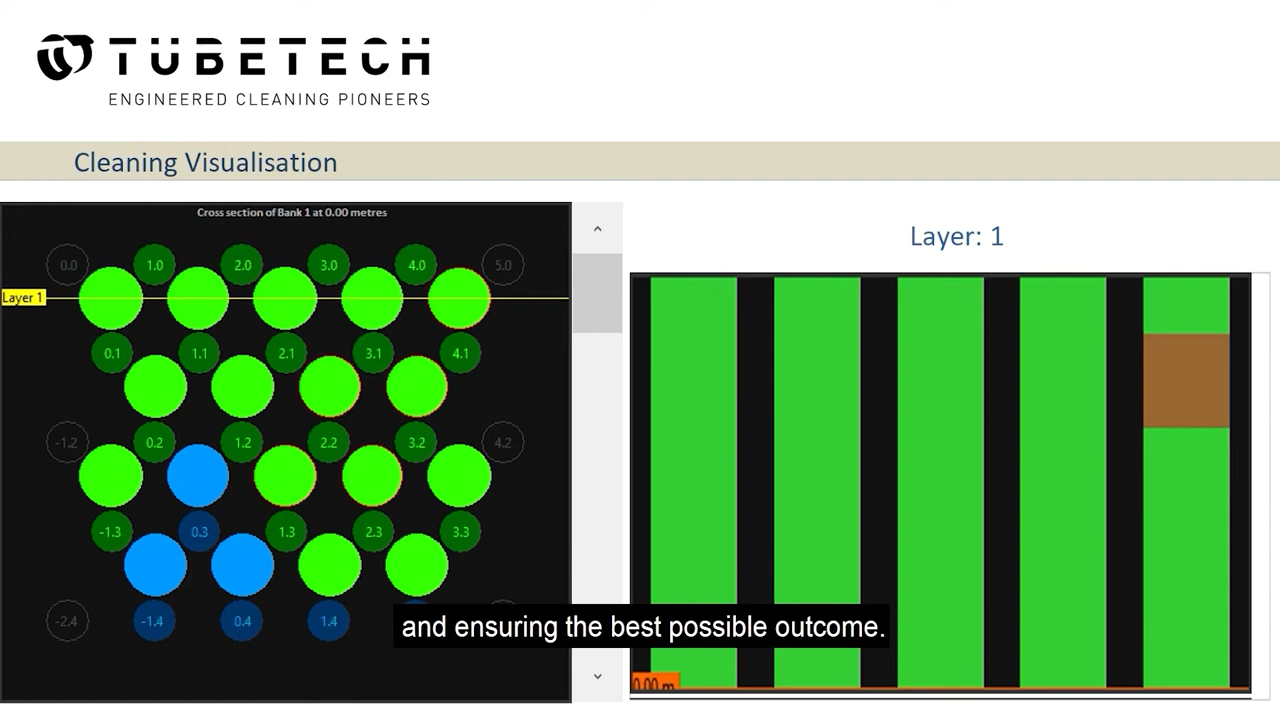 TUBETECH
ENGINEERED CLEANING PIONEERS
Cleaning Visualisation
Cross section of Bank 1 at 0.00 metres
0.0 1.0 2.0 3.0 4.0 5.0
Layer 1
0.1 1.1 2.1 3.1 4.1
-1.2 0.2 1.2 2.2 3.2 4.2
-1.3 0.3 1.3 2.3 3.3
-2.4 -1.4 0.4 1.4
Layer: 1
0.00 m
and ensuring the best possible outcome.